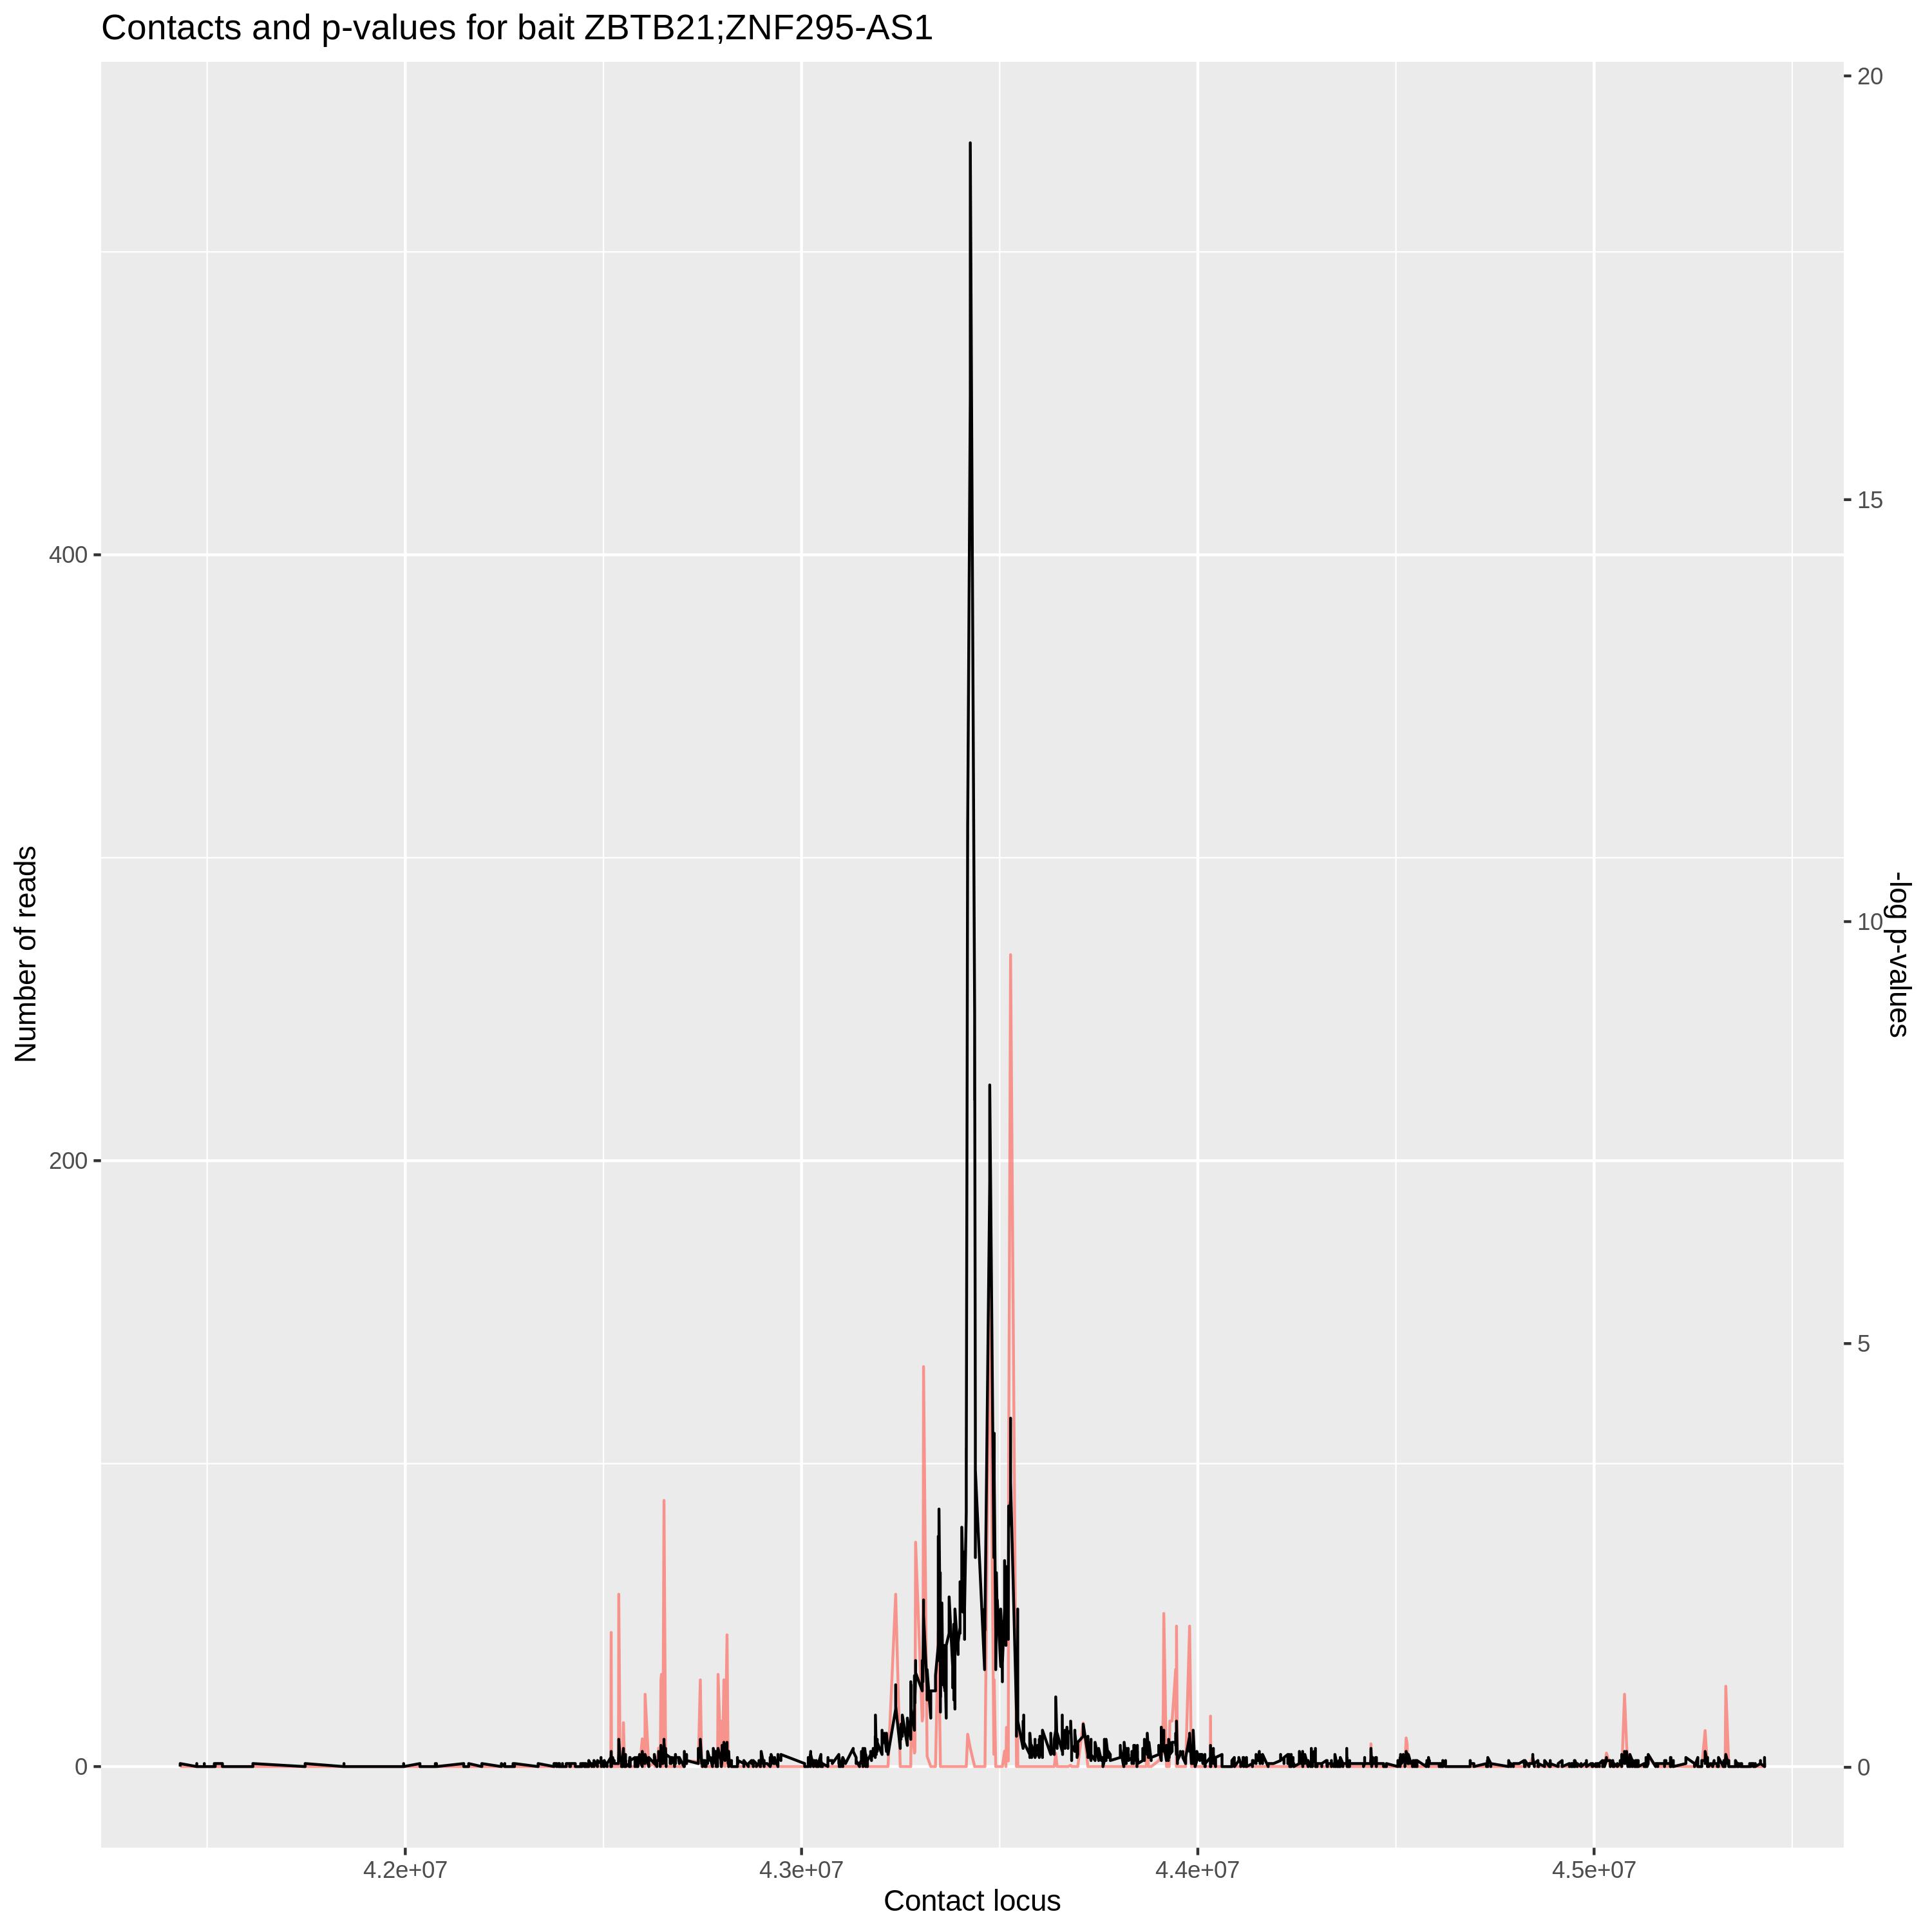 Contacts and p-values for bait ZBTB21;ZNF295-AS1
Number of reads
400
200
0
20
15
10
5
0
-log p-values
4.2e+07
4.3e+07
4.4e+07
4.5e+07
Contact locus